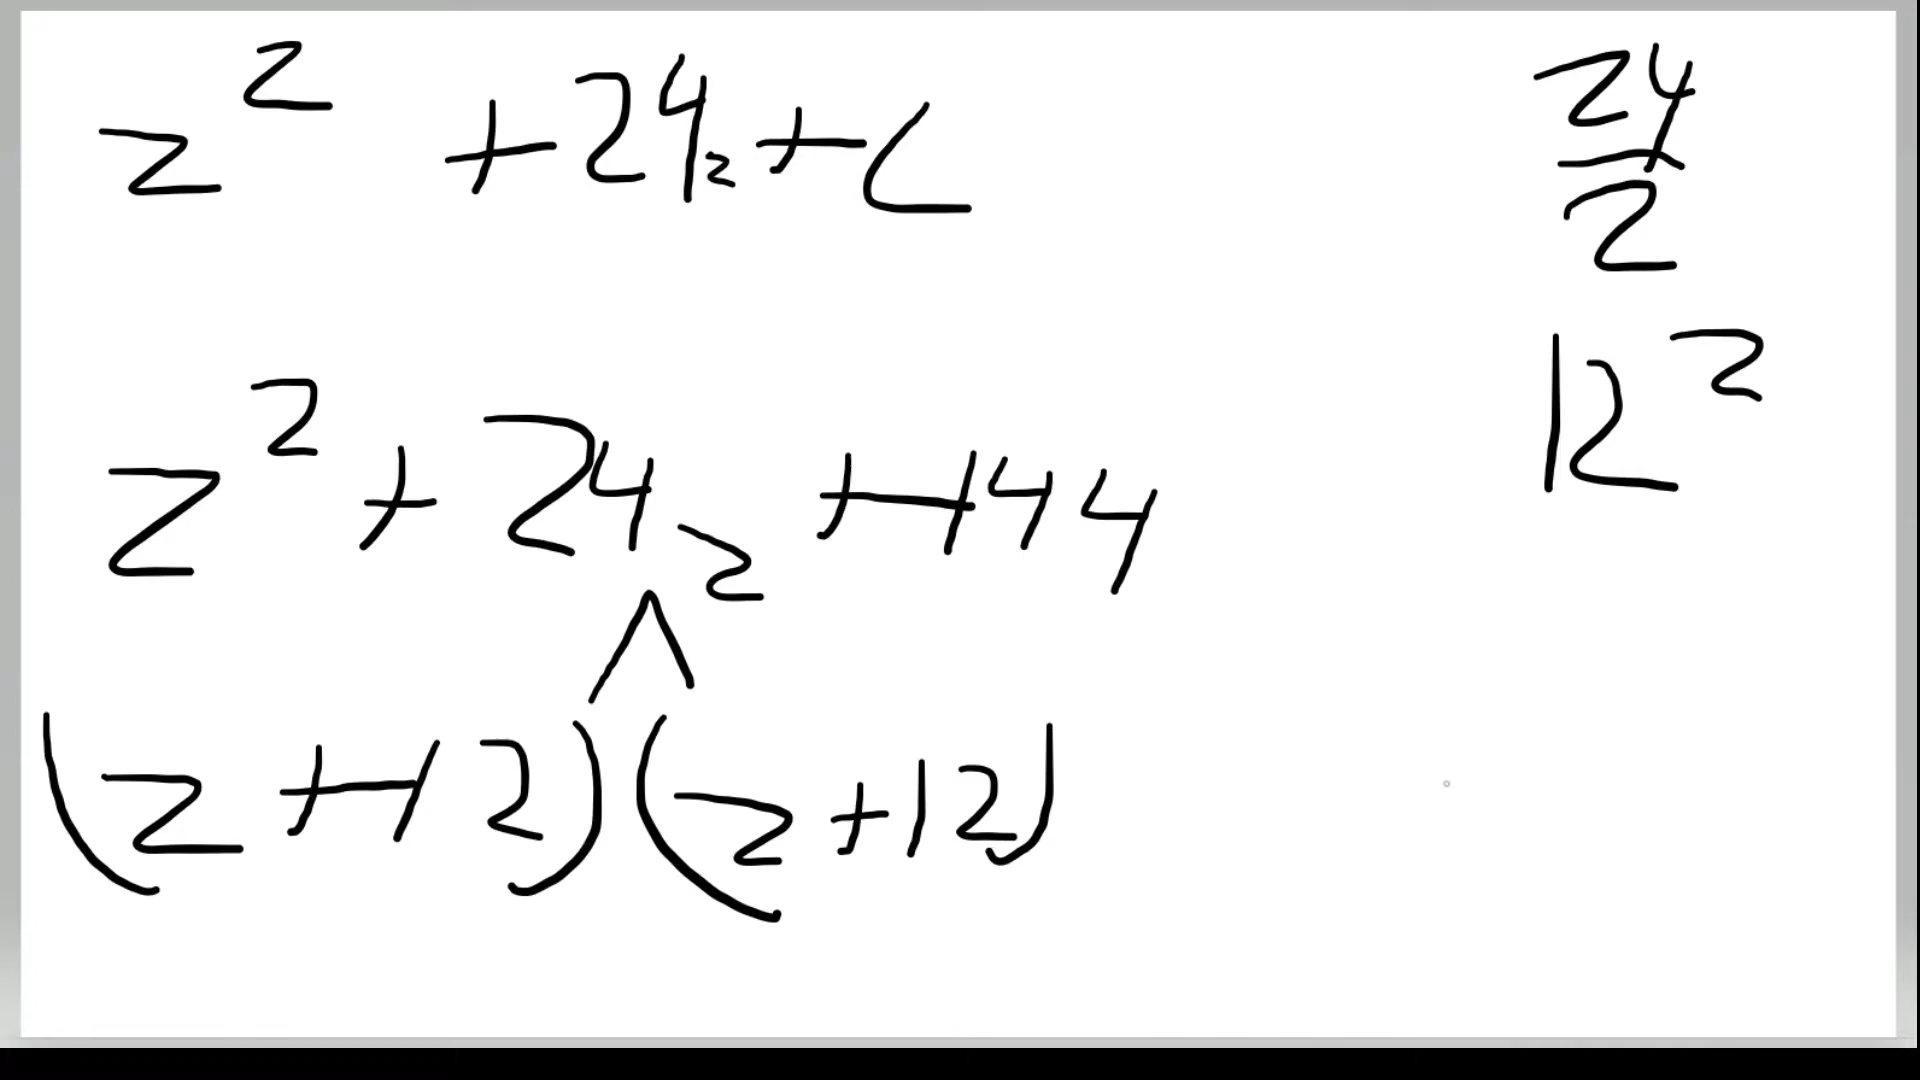 z² + 24z + c
24/2
12²
z² + 24z + 144
(z + 12)(z + 12)